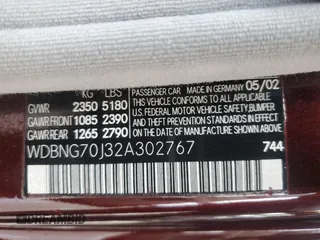 KG LBS PASSENGER CAR MADE IN GERMANY 05/02
GVWR 2350 5180
GAWR FRONT 1085 2390
GAWR REAR 1265 2790
THIS VEHICLE CONFORMS TO ALL APPLICABLE
U.S. FEDERAL MOTOR VEHICLE SAFETY, BUMPER
AND THEFT PREVENTION STANDARDS IN EFFECT
ON THE DATE OF MANUFACTURE SHOWN ABOVE
WDBNG70J32A302767
744